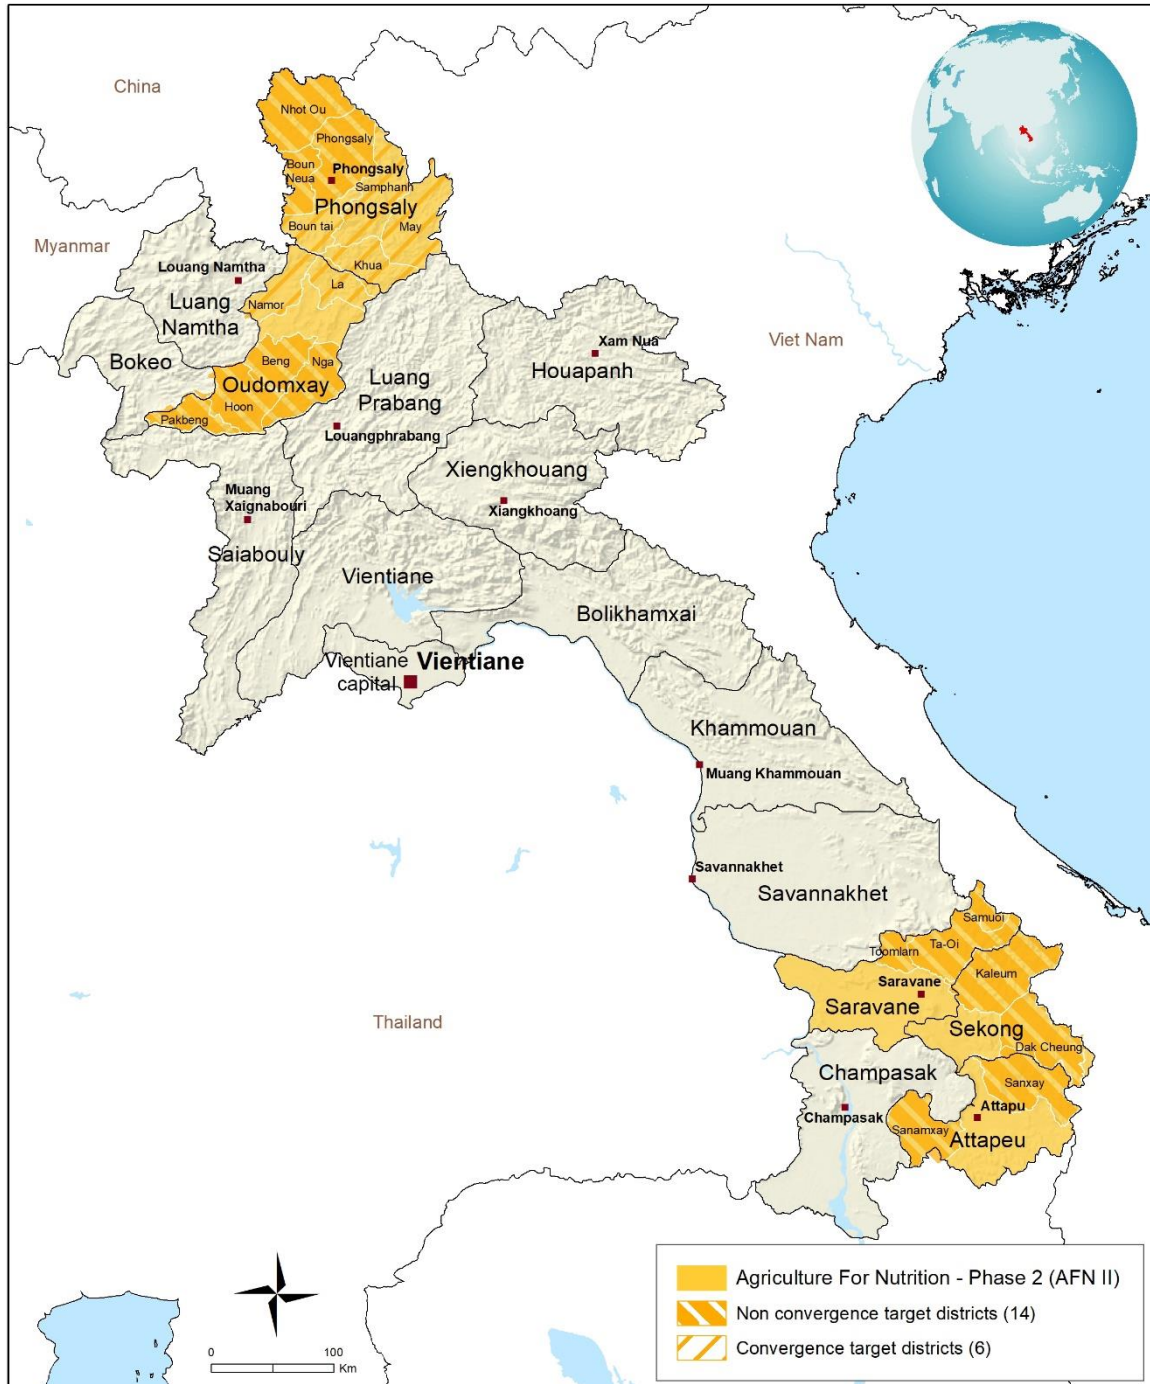 China
Nhot Ou
Phongsaly
Boun
Neua
Phongsaly
Samphanh
Phongsaly
Boun tai
May
Myanmar
Khua
Louang Namtha
La
Luang
Namtha
Namor
Viet Nam
Xam Nua
Bokeo
Beng
Nga
Houapanh
Oudomxay
Luang
Prabang
Hoon
Pakbeng
Louangphrabang
Xiengkhouang
Muang
Xaignabouri
Xiangkhoang
Saiabouly
Vientiane
Bolikhamxai
Vientiane
capital
Vientiane
Khammouan
Muang Khammouan
Savannakhet
Savannakhet
Samuoi
Ta-Oi
Toomlarn
Kaleum
Saravane
Saravane
Thailand
Sekong
Dak Cheung
Champasak
Sanxay
Attapu
Champasak
Sanamxay
Attapeu
Agriculture For Nutrition - Phase 2 (AFN II)
Non convergence target districts (14)
Convergence target districts (6)
0 100
Km